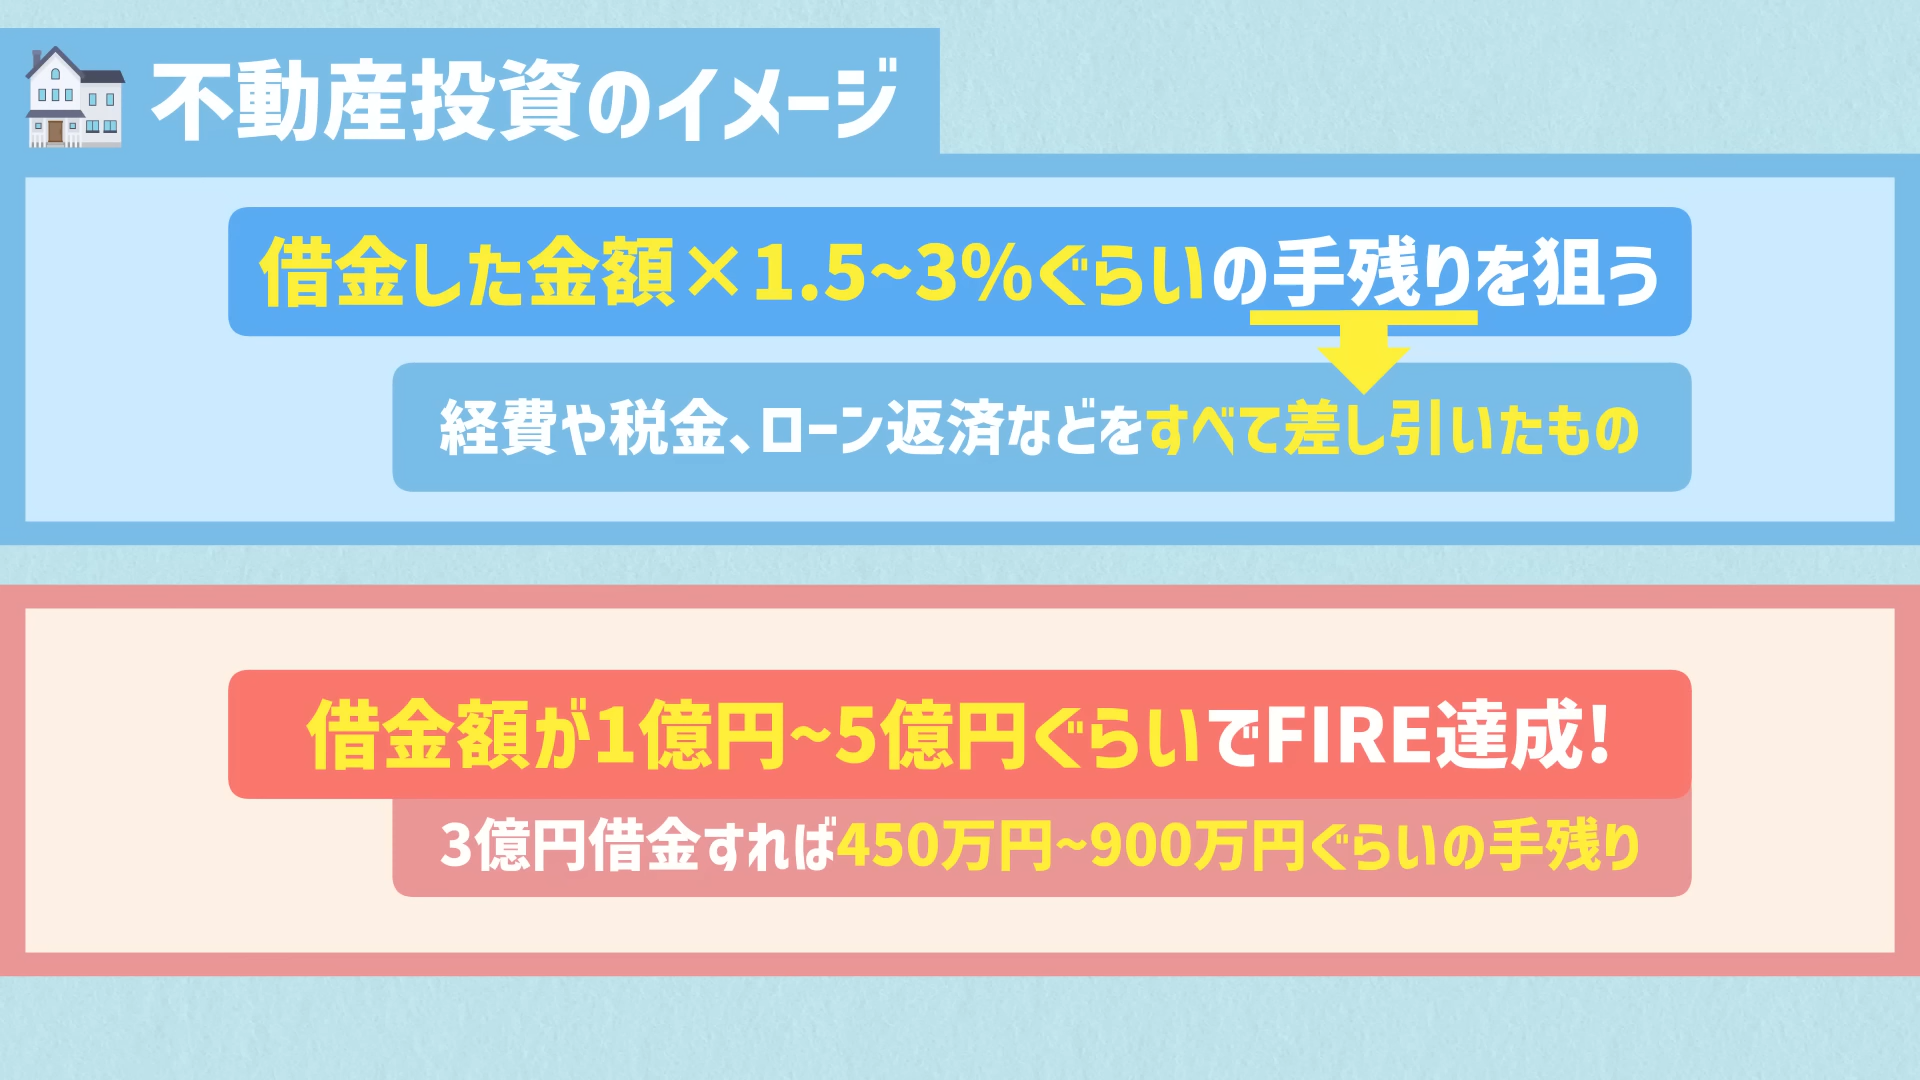 不動産投資のイメージ
借金した金額×1.5~3%ぐらいの手残りを狙う
経費や税金、ローン返済などをすべて差し引いたもの
借金額が1億円~5億円ぐらいでFIRE達成!
3億円借金すれば450万円~900万円ぐらいの手残り